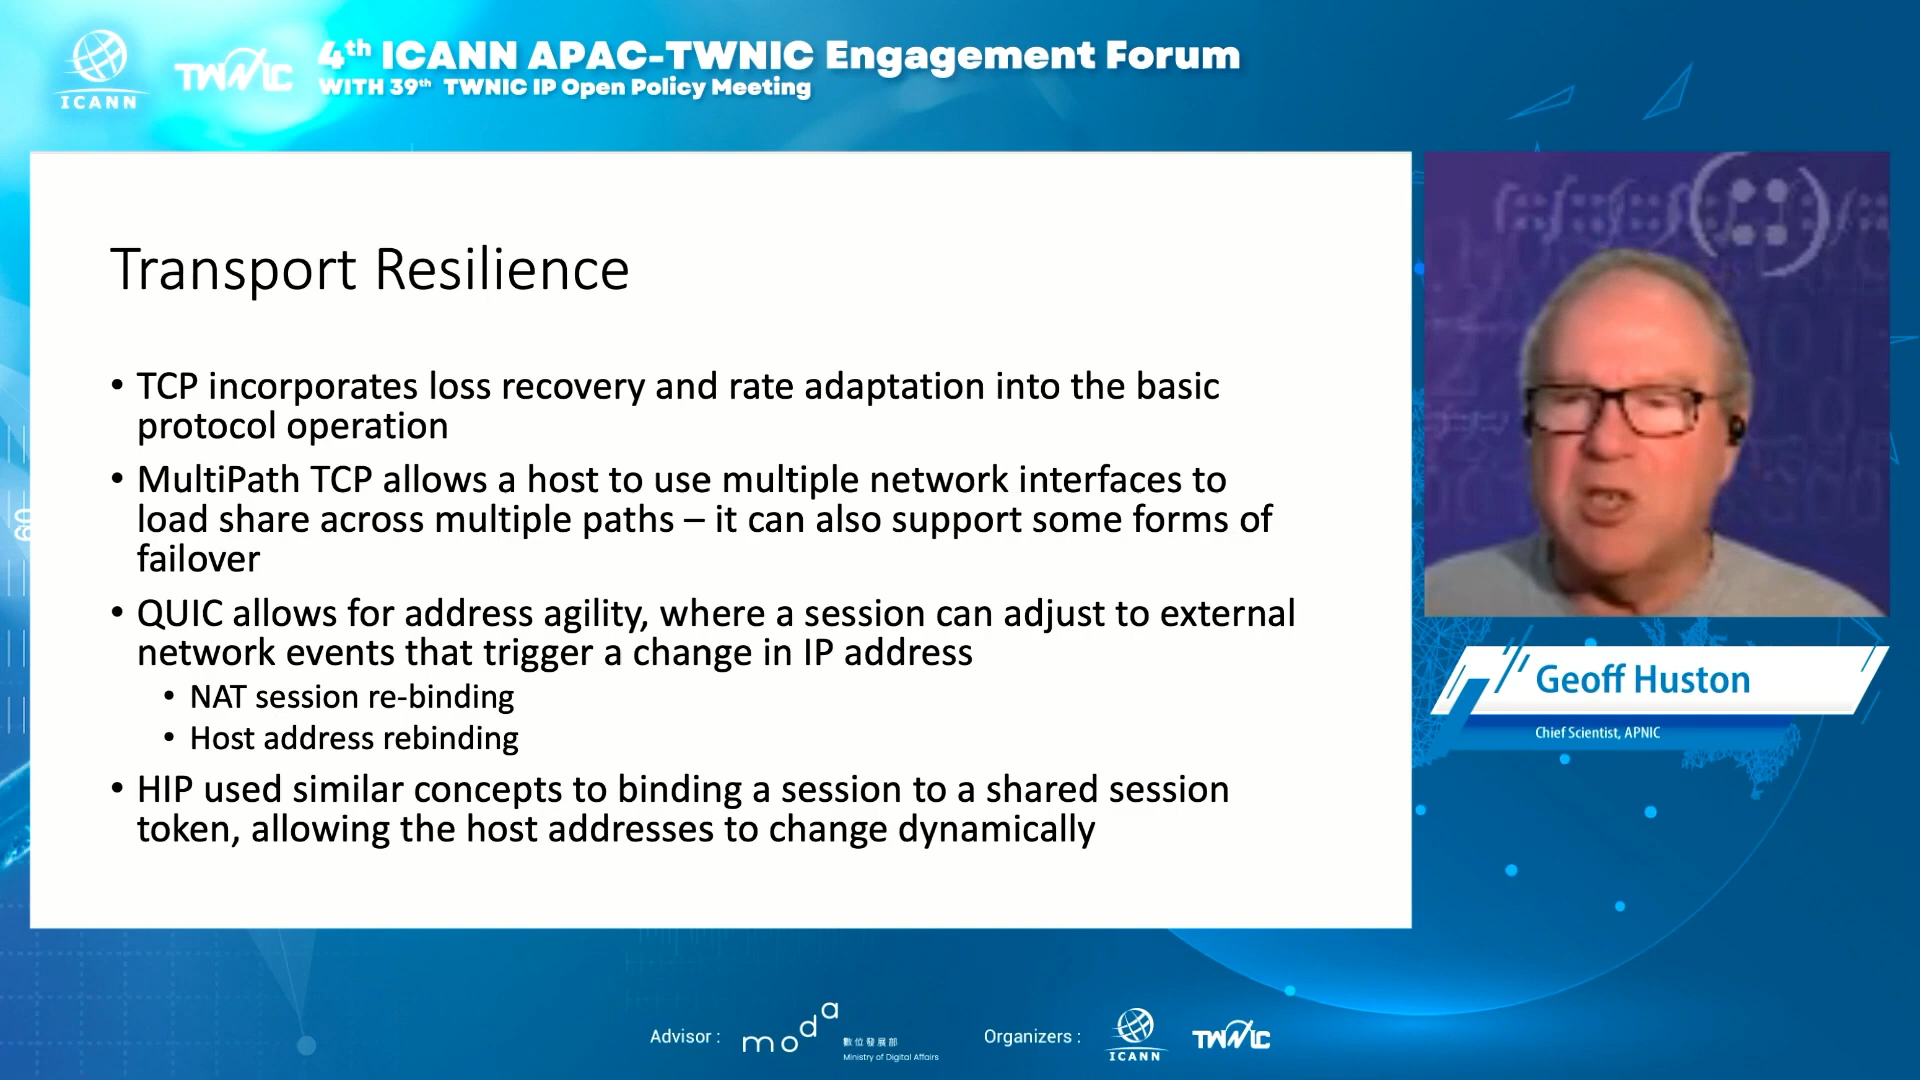 ICANN
TWNIC
4th ICANN APAC-TWNIC Engagement Forum
WITH 39th TWNIC IP Open Policy Meeting
Transport Resilience
• TCP incorporates loss recovery and rate adaptation into the basic
protocol operation
• MultiPath TCP allows a host to use multiple network interfaces to
load share across multiple paths – it can also support some forms of
failover
• QUIC allows for address agility, where a session can adjust to external
network events that trigger a change in IP address
• NAT session re-binding
• Host address rebinding
• HIP used similar concepts to binding a session to a shared session
token, allowing the host addresses to change dynamically
Geoff Huston
Chief Scientist, APNIC
Advisor :
moda
數位發展部
Ministry of Digital Affairs
Organizers :
ICANN
TWNIC